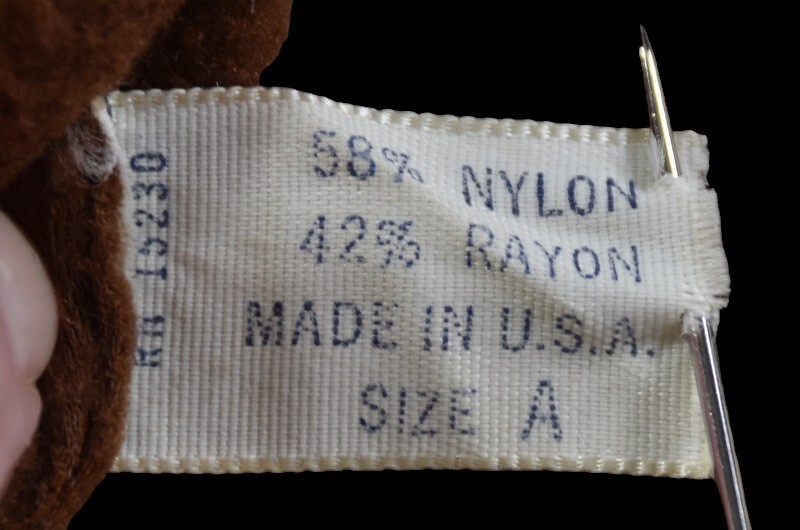 58% NYLON
42% RAYON
MADE IN U.S.A.
SIZE A
RN 15230